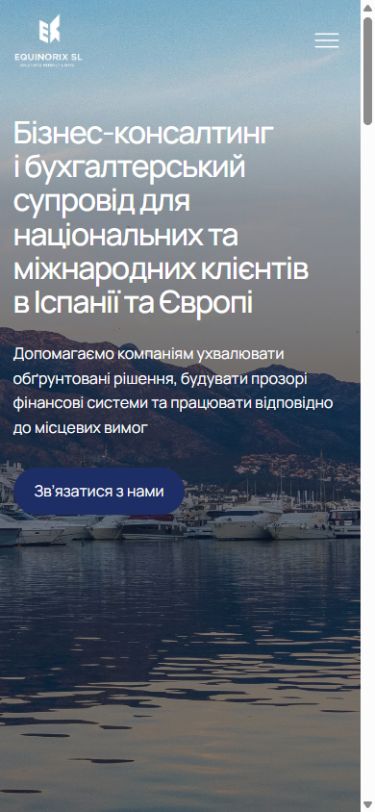 EQUINORIX SL
Бізнес-консалтинг
і бухгалтерський
супровід для
національних та
міжнародних клієнтів
в Іспанії та Європі
Допомагаємо компаніям ухвалювати
обґрунтовані рішення, будувати прозорі
фінансові системи та працювати відповідно
до місцевих вимог
Зв'язатися з нами